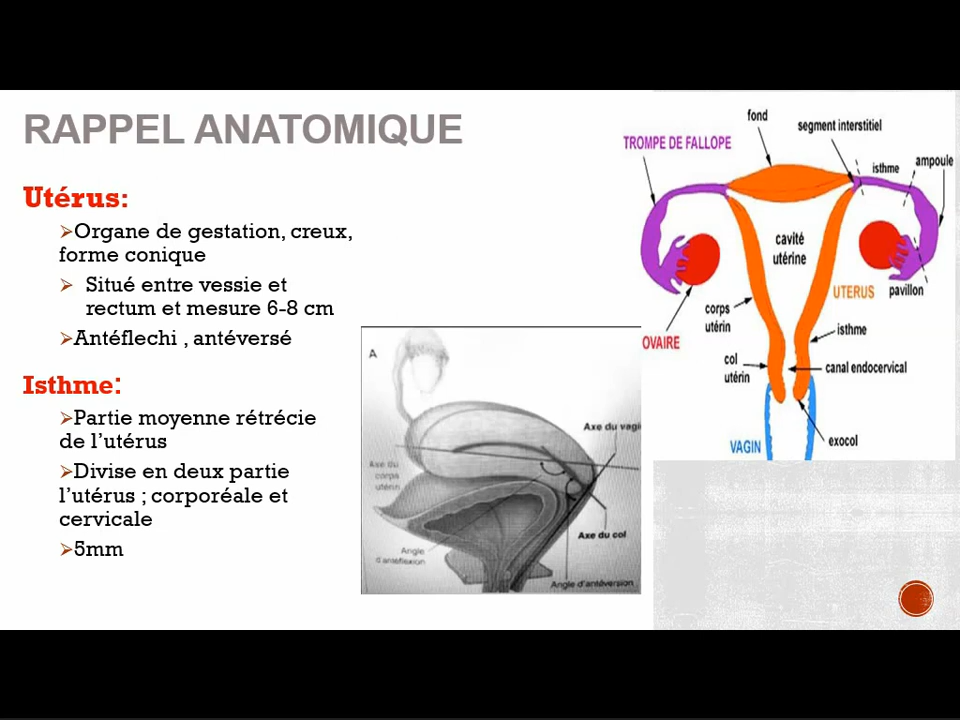 RAPPEL ANATOMIQUE
Utérus:
➢Organe de gestation, creux,
forme conique
➢ Situé entre vessie et
rectum et mesure 6-8 cm
➢Antéflechi , antéversé
Isthme:
➢Partie moyenne rétrécie
de l'utérus
➢Divise en deux partie
l'utérus ; corporéale et
cervicale
➢5mm
A
Axe du vagi
Axe du
corps
utérin
Axe du col
Angle
d'antéflexion
Angle d'antéversion
fond
segment interstitiel
TROMPE DE FALLOPE
isthme
ampoule
cavité
utérine
pavillon
UTERUS
corps
utérin
isthme
OVAIRE
col
utérin
canal endocervical
exocol
VAGIN